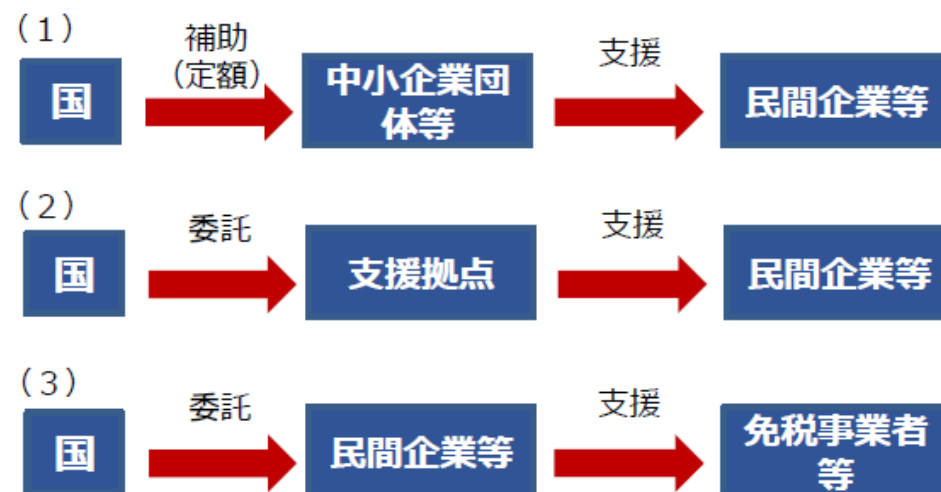 （1）
補助
（定額）
支援
国
中小企業団
体等
民間企業等
（2）
委託
支援
国
支援拠点
民間企業等
（3）
委託
支援
国
民間企業等
免税事業者
等